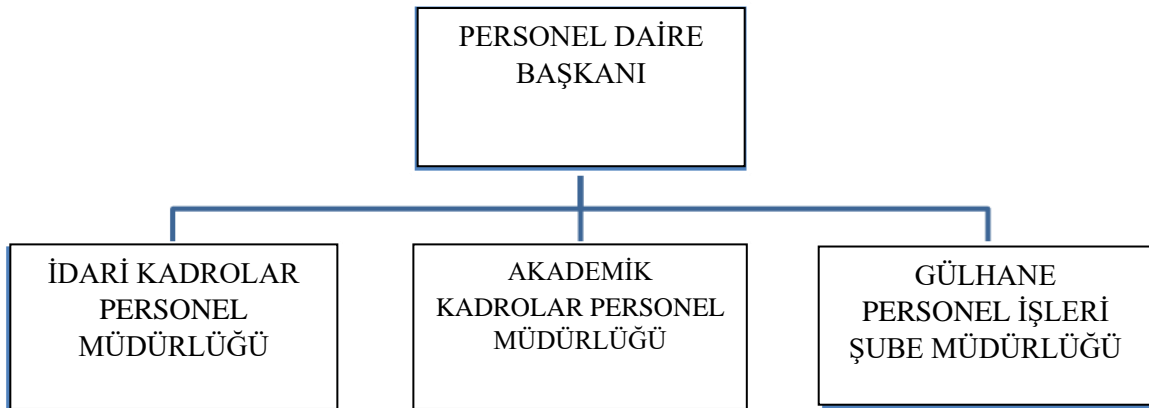 PERSONEL DAİRE
BAŞKANI
İDARİ KADROLAR
PERSONEL
MÜDÜRLÜĞÜ
AKADEMİK
KADROLAR PERSONEL
MÜDÜRLÜĞÜ
GÜLHANE
PERSONEL İŞLERİ
ŞUBE MÜDÜRLÜĞÜ